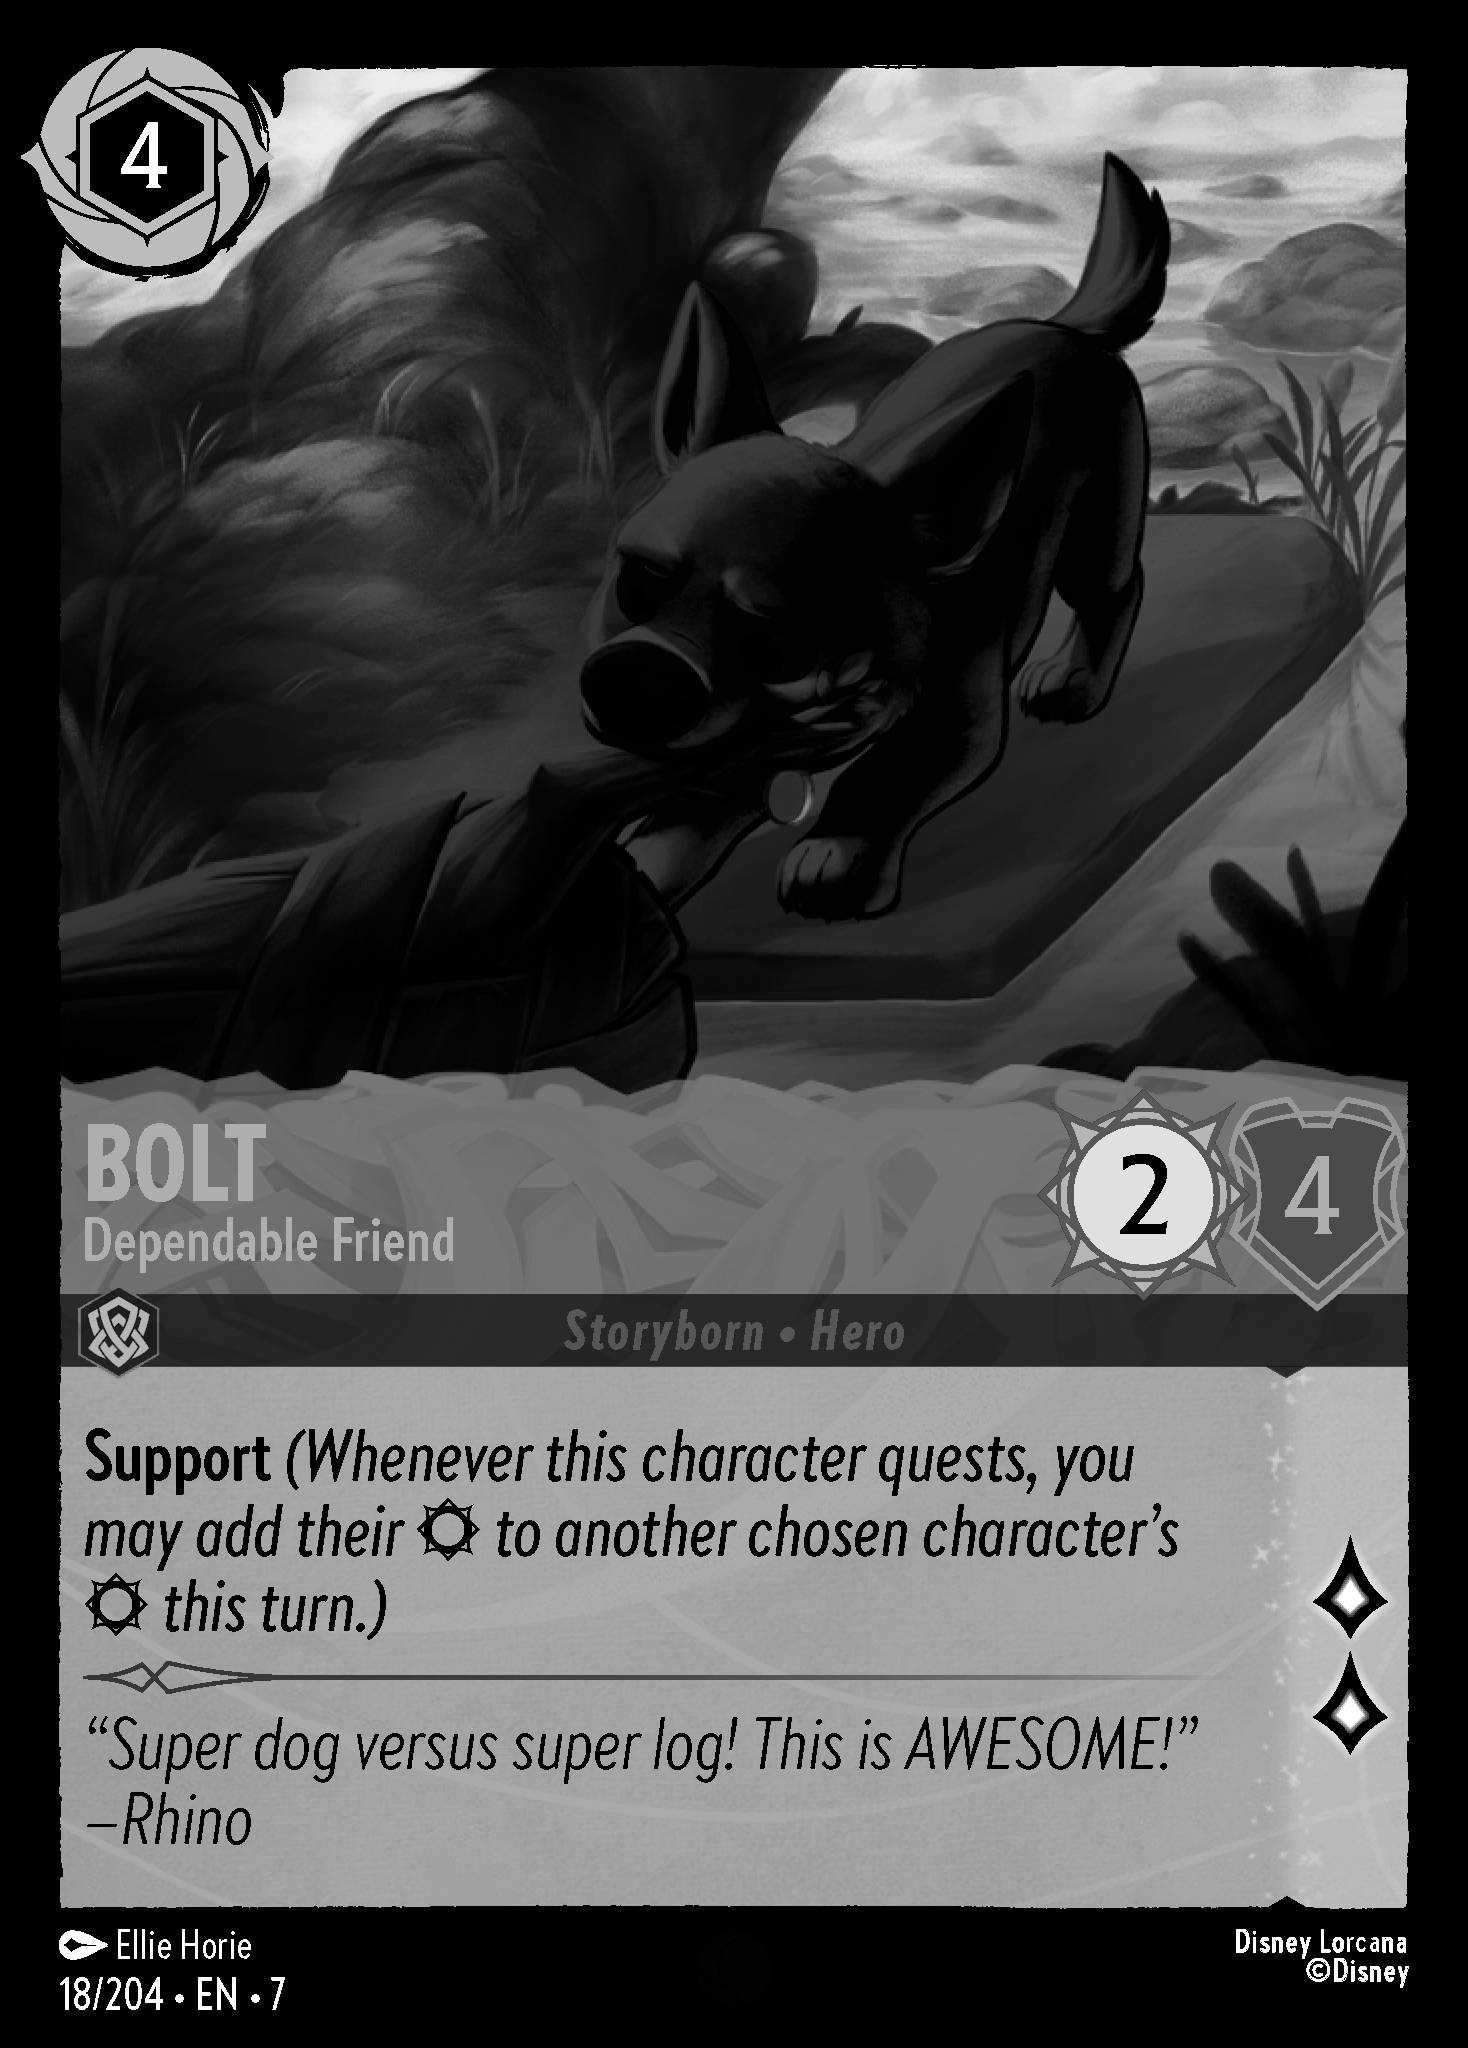 4
BOLT
Dependable Friend
2
4
Storyborn • Hero
Support (Whenever this character quests, you
may add their to another chosen character’s
this turn.)
“Super dog versus super log! This is AWESOME!”
–Rhino
Ellie Horie
18/204 • EN • 7
Disney Lorcana
©Disney